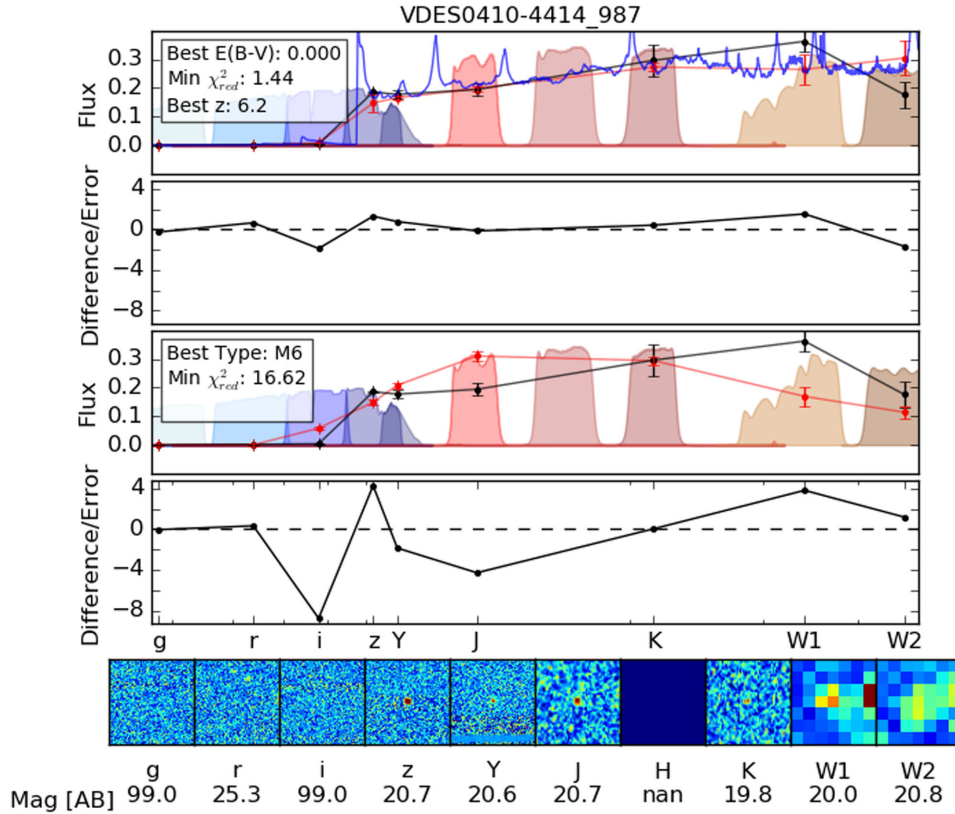 VDES0410-4414_987
Flux
0.3
0.2
0.1
0.0
Best E(B-V): 0.000
Min χ²_red.: 1.44
Best z: 6.2
Difference/Error
4
0
−4
−8
Flux
0.3
0.2
0.1
0.0
Best Type: M6
Min χ²_red: 16.62
Difference/Error
4
0
−4
−8
g r i z Y J K W1 W2
g r i z Y J H K W1 W2
Mag [AB] 99.0 25.3 99.0 20.7 20.6 20.7 nan 19.8 20.0 20.8